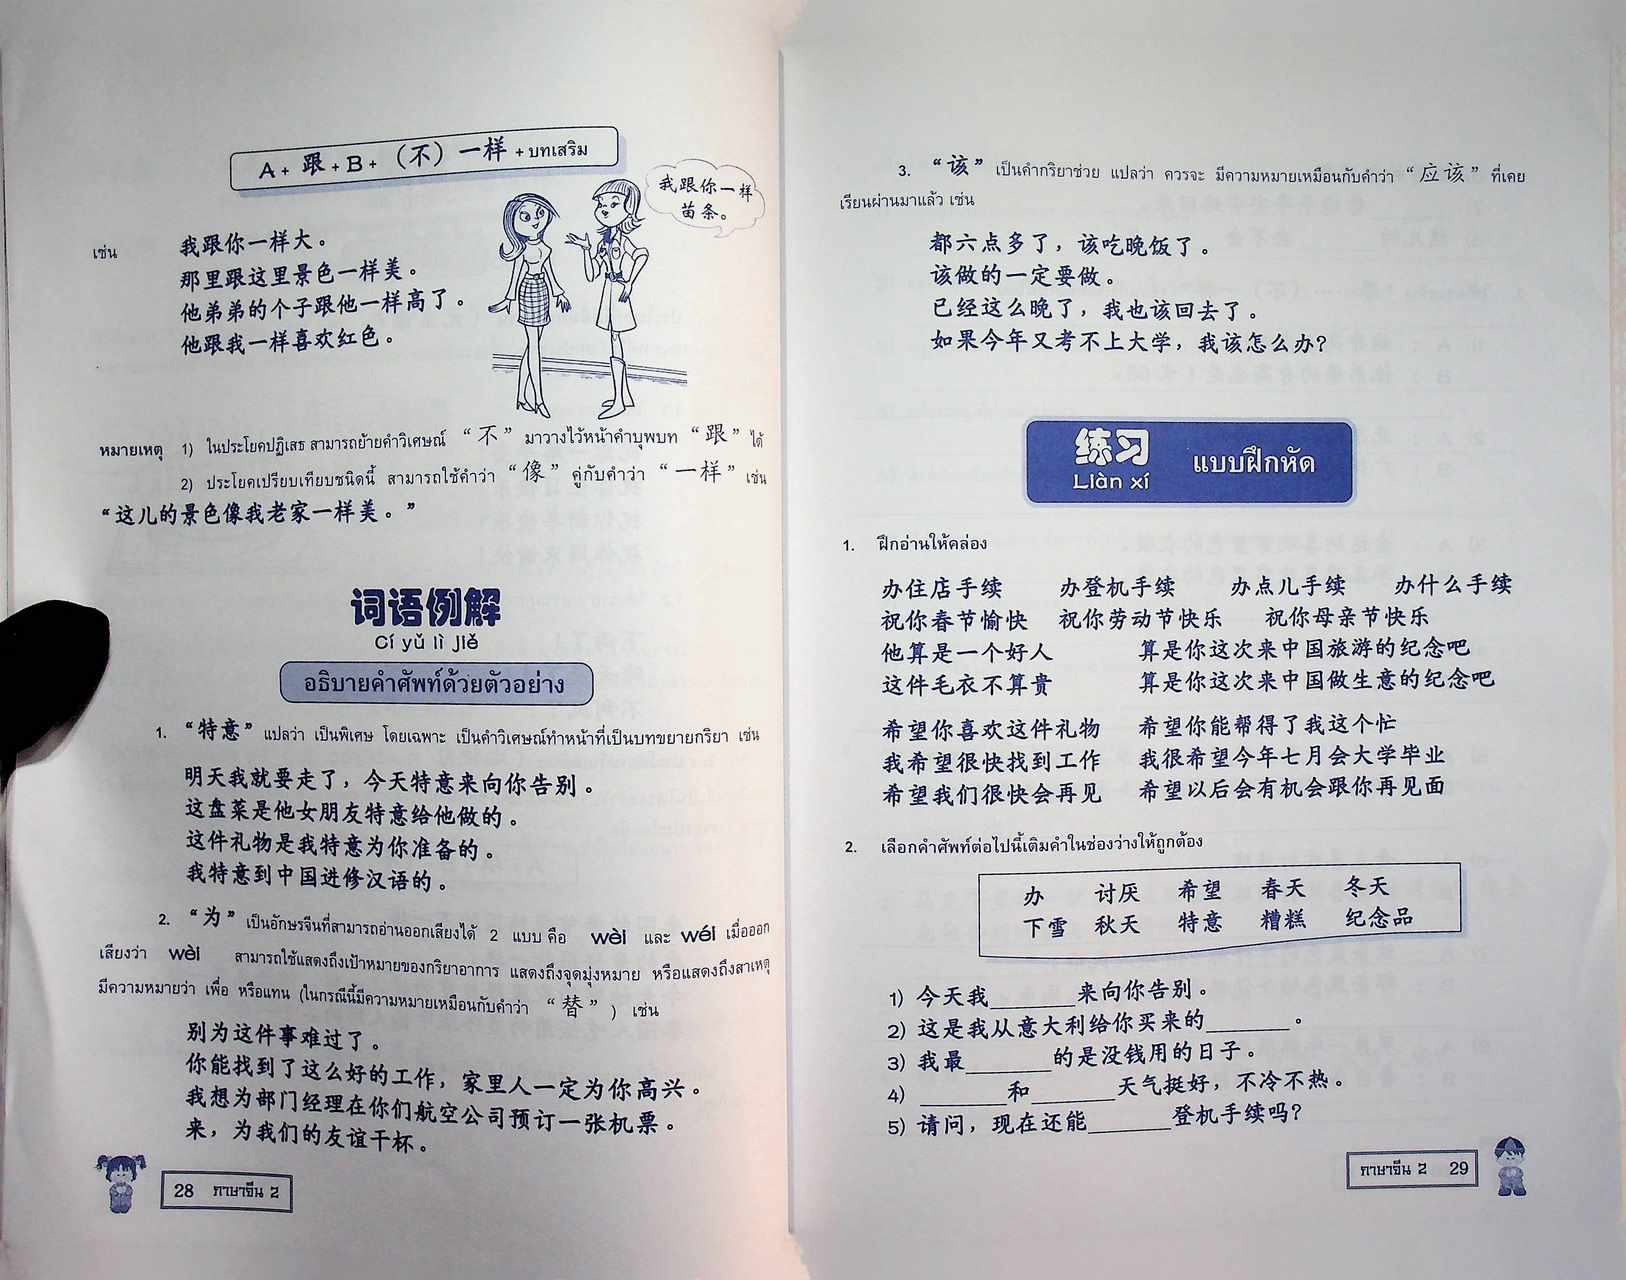 A + 跟 + B + （不）一样 + บทเสริม
我跟你一样
苗条。
เช่น 我跟你一样大。
那里跟这里景色一样美。
他弟弟的个子跟他一样高了。
他跟我一样喜欢红色。
หมายเหตุ 1) ในประโยคปฏิเสธ สามารถย้ายคำวิเศษณ์ “不” มาวางไว้หน้าคำบุพบท “跟” ได้
2) ประโยคเปรียบเทียบชนิดนี้ สามารถใช้คำว่า “像” คู่กับคำว่า “一样” เช่น
“这儿的景色像我老家一样美。”
词语例解
Cí yǔ lì jiě
อธิบายคำศัพท์ด้วยตัวอย่าง
1. “特意” แปลว่า เป็นพิเศษ โดยเฉพาะ เป็นคำวิเศษณ์ทำหน้าที่เป็นบทขยายกริยา เช่น
明天我就要走了，今天特意来向你告别。
这盘菜是他女朋友特意给他做的。
这件礼物是我特意为你准备的。
我特意到中国进修汉语的。
2. “为” เป็นอักษรจีนที่สามารถอ่านออกเสียงได้ 2 แบบ คือ wèi และ wéi เมื่อออก
เสียงว่า wèi สามารถใช้แสดงถึงเป้าหมายของกริยาอาการ แสดงถึงจุดมุ่งหมาย หรือแสดงถึงสาเหตุ
มีความหมายว่า เพื่อ หรือแทน (ในกรณีนี้มีความหมายเหมือนกับคำว่า “替” ) เช่น
别为这件事难过了。
你能找到了这么好的工作，家里人一定为你高兴。
我想为部门经理在你们航空公司预订一张机票。
来，为我们的友谊干杯。
28 ภาษาจีน 2
3. “该” เป็นคำกริยาช่วย แปลว่า ควรจะ มีความหมายเหมือนกับคำว่า “应该” ที่เคย
เรียนผ่านมาแล้ว เช่น
都六点多了，该吃晚饭了。
该做的一定要做。
已经这么晚了，我也该回去了。
如果今年又考不上大学，我该怎么办？
练习 แบบฝึกหัด
Liàn xí
1. ฝึกอ่านให้คล่อง
办住店手续 办登机手续 办点儿手续 办什么手续
祝你春节愉快 祝你劳动节快乐 祝你母亲节快乐
他算是一个好人 算是你这次来中国旅游的纪念吧
这件毛衣不算贵 算是你这次来中国做生意的纪念吧
希望你喜欢这件礼物 希望你能帮得了我这个忙
我希望很快找到工作 我很希望今年七月会大学毕业
希望我们很快会再见 希望以后会有机会跟你再见面
2. เลือกคำศัพท์ต่อไปนี้เติมคำในช่องว่างให้ถูกต้อง
办 讨厌 希望 春天 冬天
下雪 秋天 特意 糟糕 纪念品
1) 今天我_______来向你告别。
2) 这是我从意大利给你买来的_______。
3) 我最_______的是没钱用的日子。
4) _______和_______天气挺好，不冷不热。
5) 请问，现在还能_______登机手续吗？
ภาษาจีน 2 29